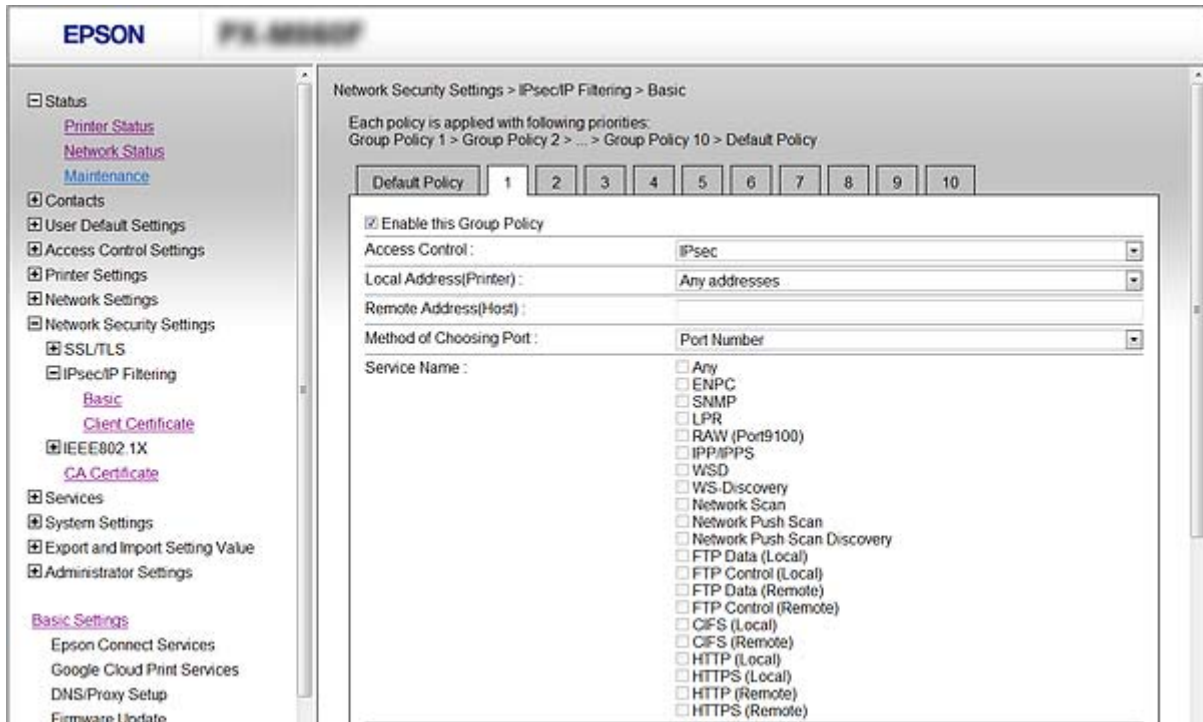 EPSON
Status
Printer Status
Network Status
Maintenance
Contacts
User Default Settings
Access Control Settings
Printer Settings
Network Settings
Network Security Settings
SSL/TLS
IPsec/IP Filtering
Basic
Client Certificate
IEEE802.1X
CA Certificate
Services
System Settings
Export and Import Setting Value
Administrator Settings
Basic Settings
Epson Connect Services
Google Cloud Print Services
DNS/Proxy Setup
Firmware Update
Network Security Settings > IPsec/IP Filtering > Basic
Each policy is applied with following priorities:
Group Policy 1 > Group Policy 2 > ... > Group Policy 10 > Default Policy
Default Policy 1 2 3 4 5 6 7 8 9 10
Enable this Group Policy
Access Control : IPsec
Local Address(Printer) : Any addresses
Remote Address(Host) :
Method of Choosing Port : Port Number
Service Name : Any
ENPC
SNMP
LPR
RAW (Port9100)
IPP/IPPS
WSD
WS-Discovery
Network Scan
Network Push Scan
Network Push Scan Discovery
FTP Data (Local)
FTP Control (Local)
FTP Data (Remote)
FTP Control (Remote)
CIFS (Local)
CIFS (Remote)
HTTP (Local)
HTTPS (Local)
HTTP (Remote)
HTTPS (Remote)